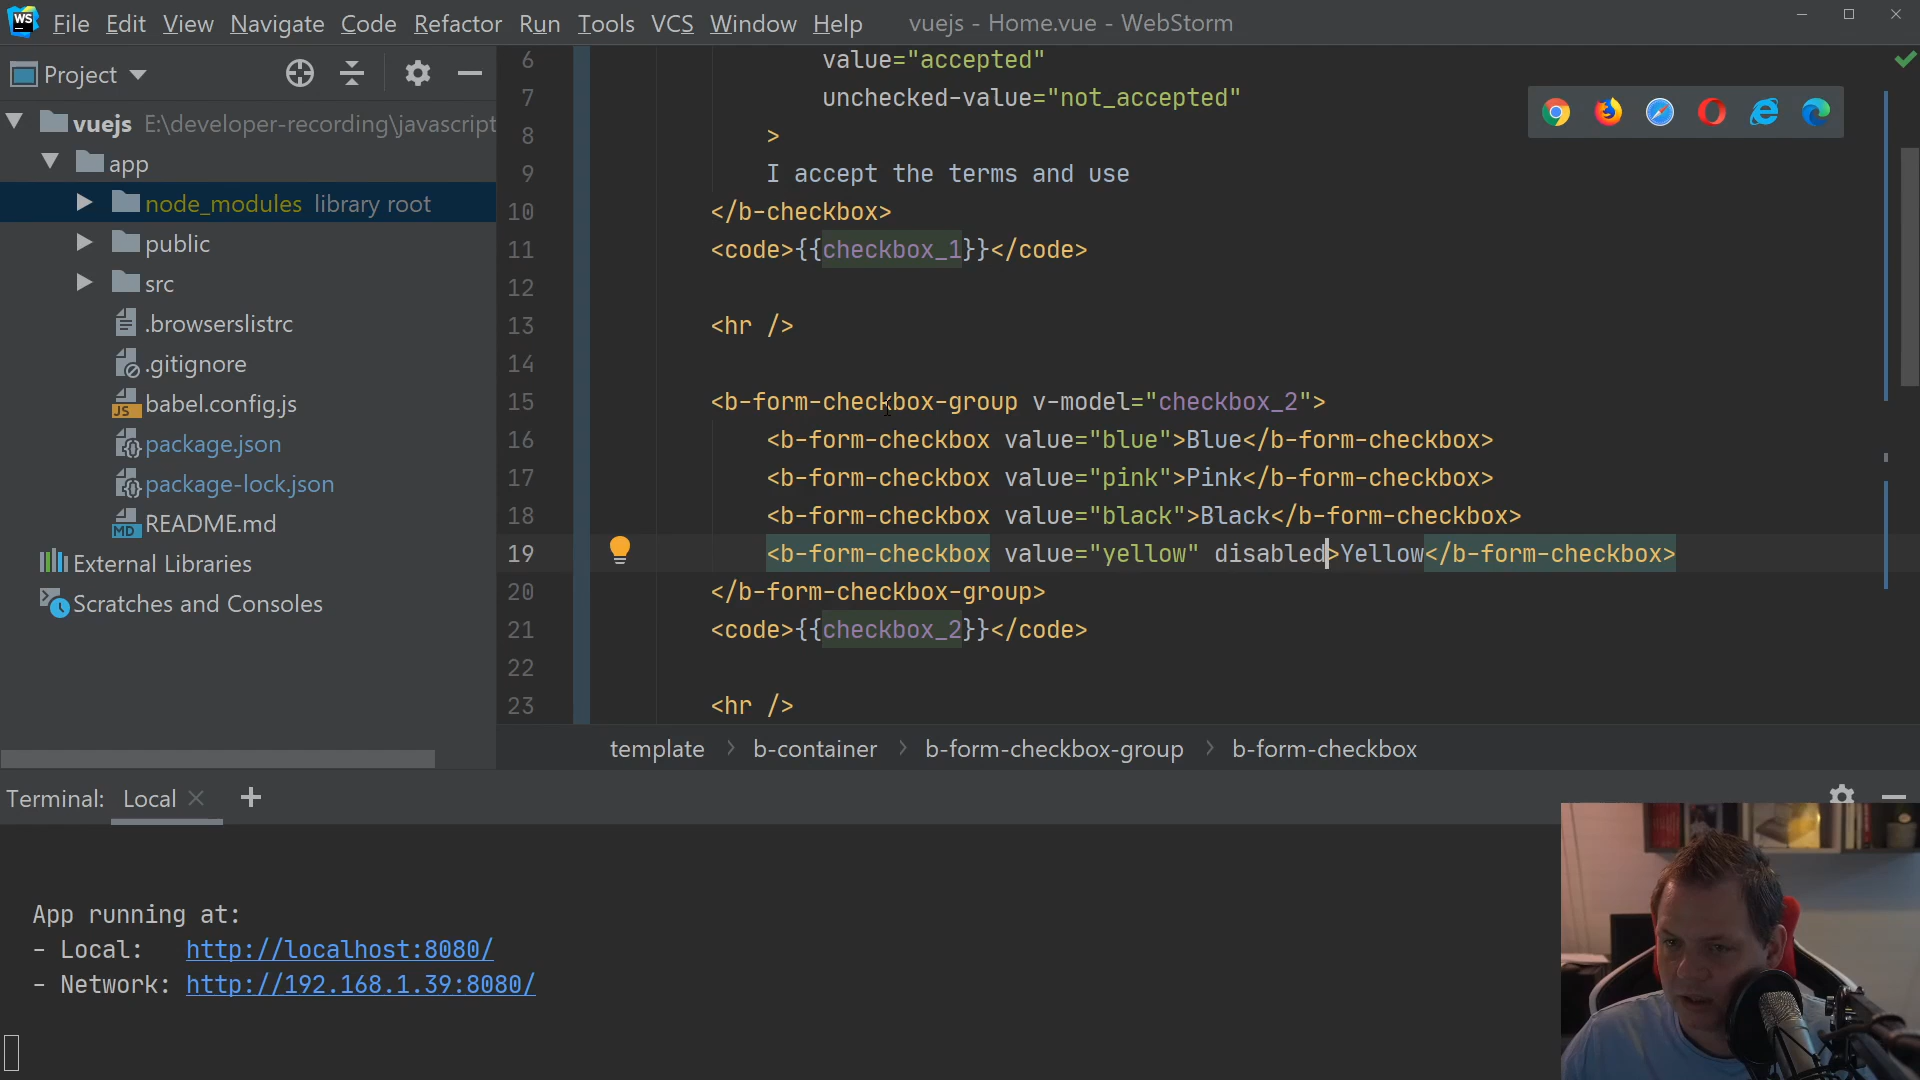 WS File Edit View Navigate Code Refactor Run Tools VCS Window Help vuejs - Home.vue - WebStorm
Project
vuejs E:\developer-recording\javascript
app
node_modules library root
public
src
.browserslistrc
.gitignore
JS babel.config.js
package.json
package-lock.json
MD README.md
External Libraries
Scratches and Consoles
6 value="accepted"
7 unchecked-value="not_accepted"
8 >
9 I accept the terms and use
10 </b-checkbox>
11 <code>{{checkbox_1}}</code>
12
13 <hr />
14
15 <b-form-checkbox-group v-model="checkbox_2">
16 <b-form-checkbox value="blue">Blue</b-form-checkbox>
17 <b-form-checkbox value="pink">Pink</b-form-checkbox>
18 <b-form-checkbox value="black">Black</b-form-checkbox>
19 <b-form-checkbox value="yellow" disabled>Yellow</b-form-checkbox>
20 </b-form-checkbox-group>
21 <code>{{checkbox_2}}</code>
22
23 <hr />
template > b-container > b-form-checkbox-group > b-form-checkbox
Terminal: Local × +
App running at:
- Local: http://localhost:8080/
- Network: http://192.168.1.39:8080/